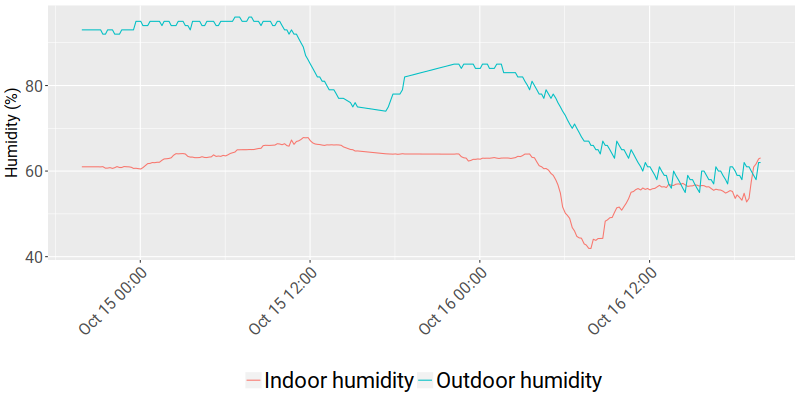 Humidity (%)
80
60
40
Oct 15 00:00
Oct 15 12:00
Oct 16 00:00
Oct 16 12:00
Indoor humidity Outdoor humidity